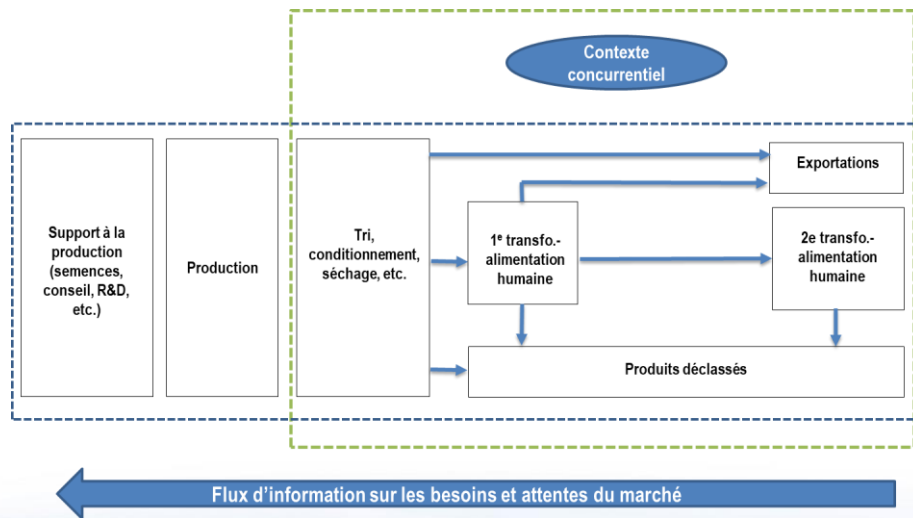 Contexte
concurrentiel
Support à la
production
(semences,
conseil, R&D,
etc.)
Production
Tri,
conditionnement,
séchage, etc.
1e transfo.-
alimentation
humaine
Exportations
2e transfo.-
alimentation
humaine
Produits déclassés
Flux d'information sur les besoins et attentes du marché